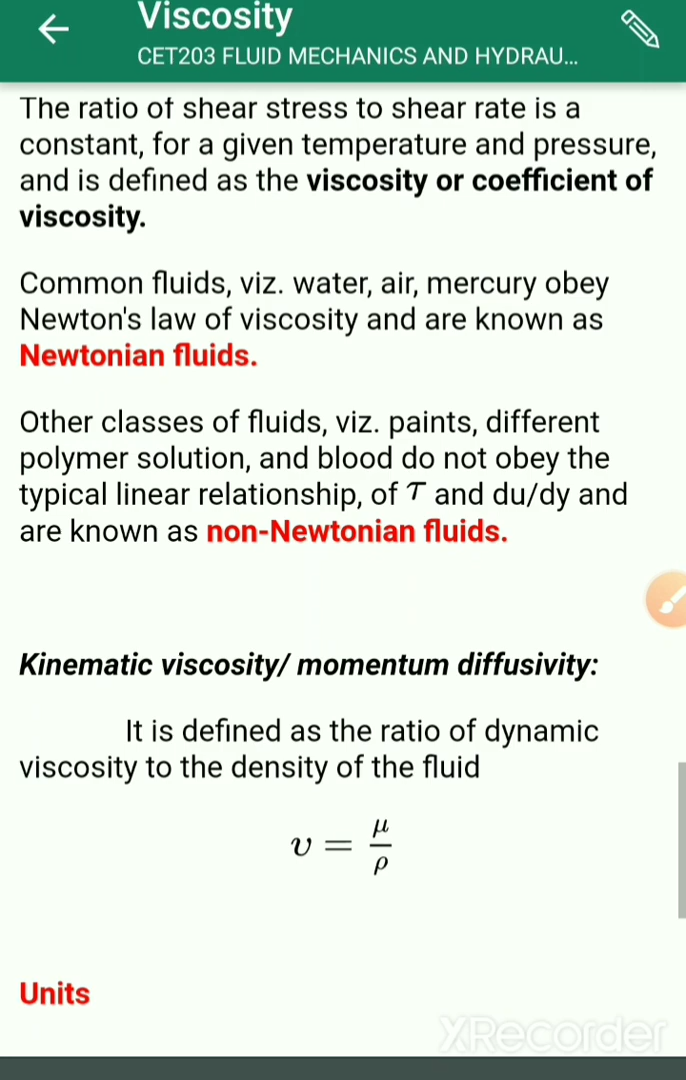 Viscosity
CET203 FLUID MECHANICS AND HYDRAU...
The ratio of shear stress to shear rate is a
constant, for a given temperature and pressure,
and is defined as the viscosity or coefficient of
viscosity.
Common fluids, viz. water, air, mercury obey
Newton's law of viscosity and are known as
Newtonian fluids.
Other classes of fluids, viz. paints, different
polymer solution, and blood do not obey the
typical linear relationship, of τ and du/dy and
are known as non-Newtonian fluids.
Kinematic viscosity/ momentum diffusivity:
It is defined as the ratio of dynamic
viscosity to the density of the fluid
υ = μ/ρ
Units
XRecorder